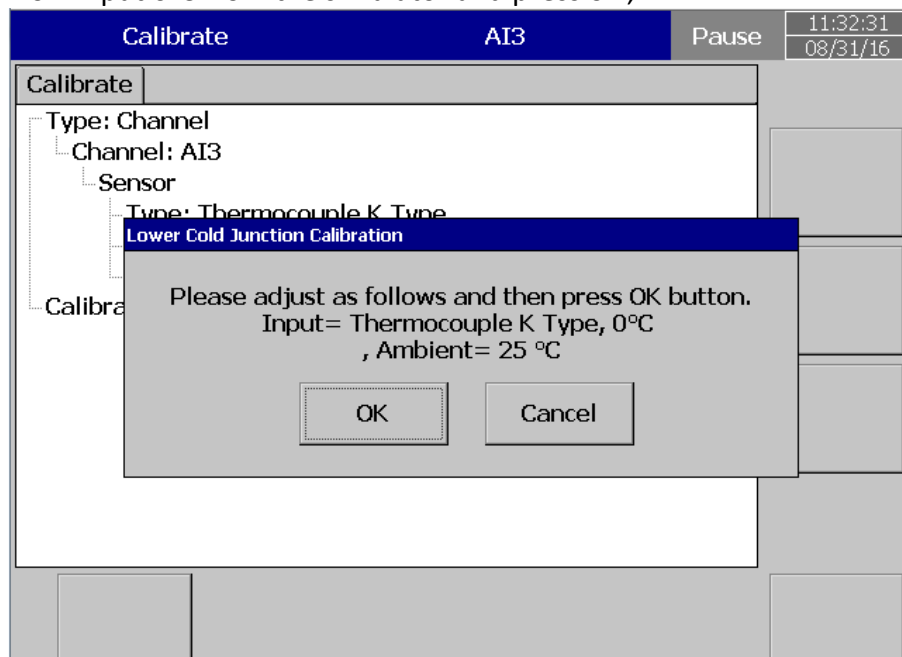 Calibrate AI3 Pause 11:32:31
08/31/16
Calibrate
Type: Channel
Channel: AI3
Sensor
Type: Thermocouple K Type
Lower Cold Junction Calibration
Please adjust as follows and then press OK button.
Input= Thermocouple K Type, 0°C
, Ambient= 25 °C
Calibra
OK Cancel